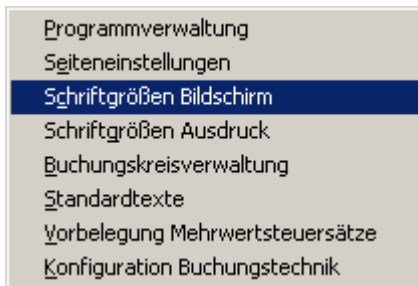 Programmverwaltung
Seiteneinstellungen
Schriftgrößen Bildschirm
Schriftgrößen Ausdruck
Buchungskreisverwaltung
Standardtexte
Vorbelegung Mehrwertsteuersätze
Konfiguration Buchungstechnik